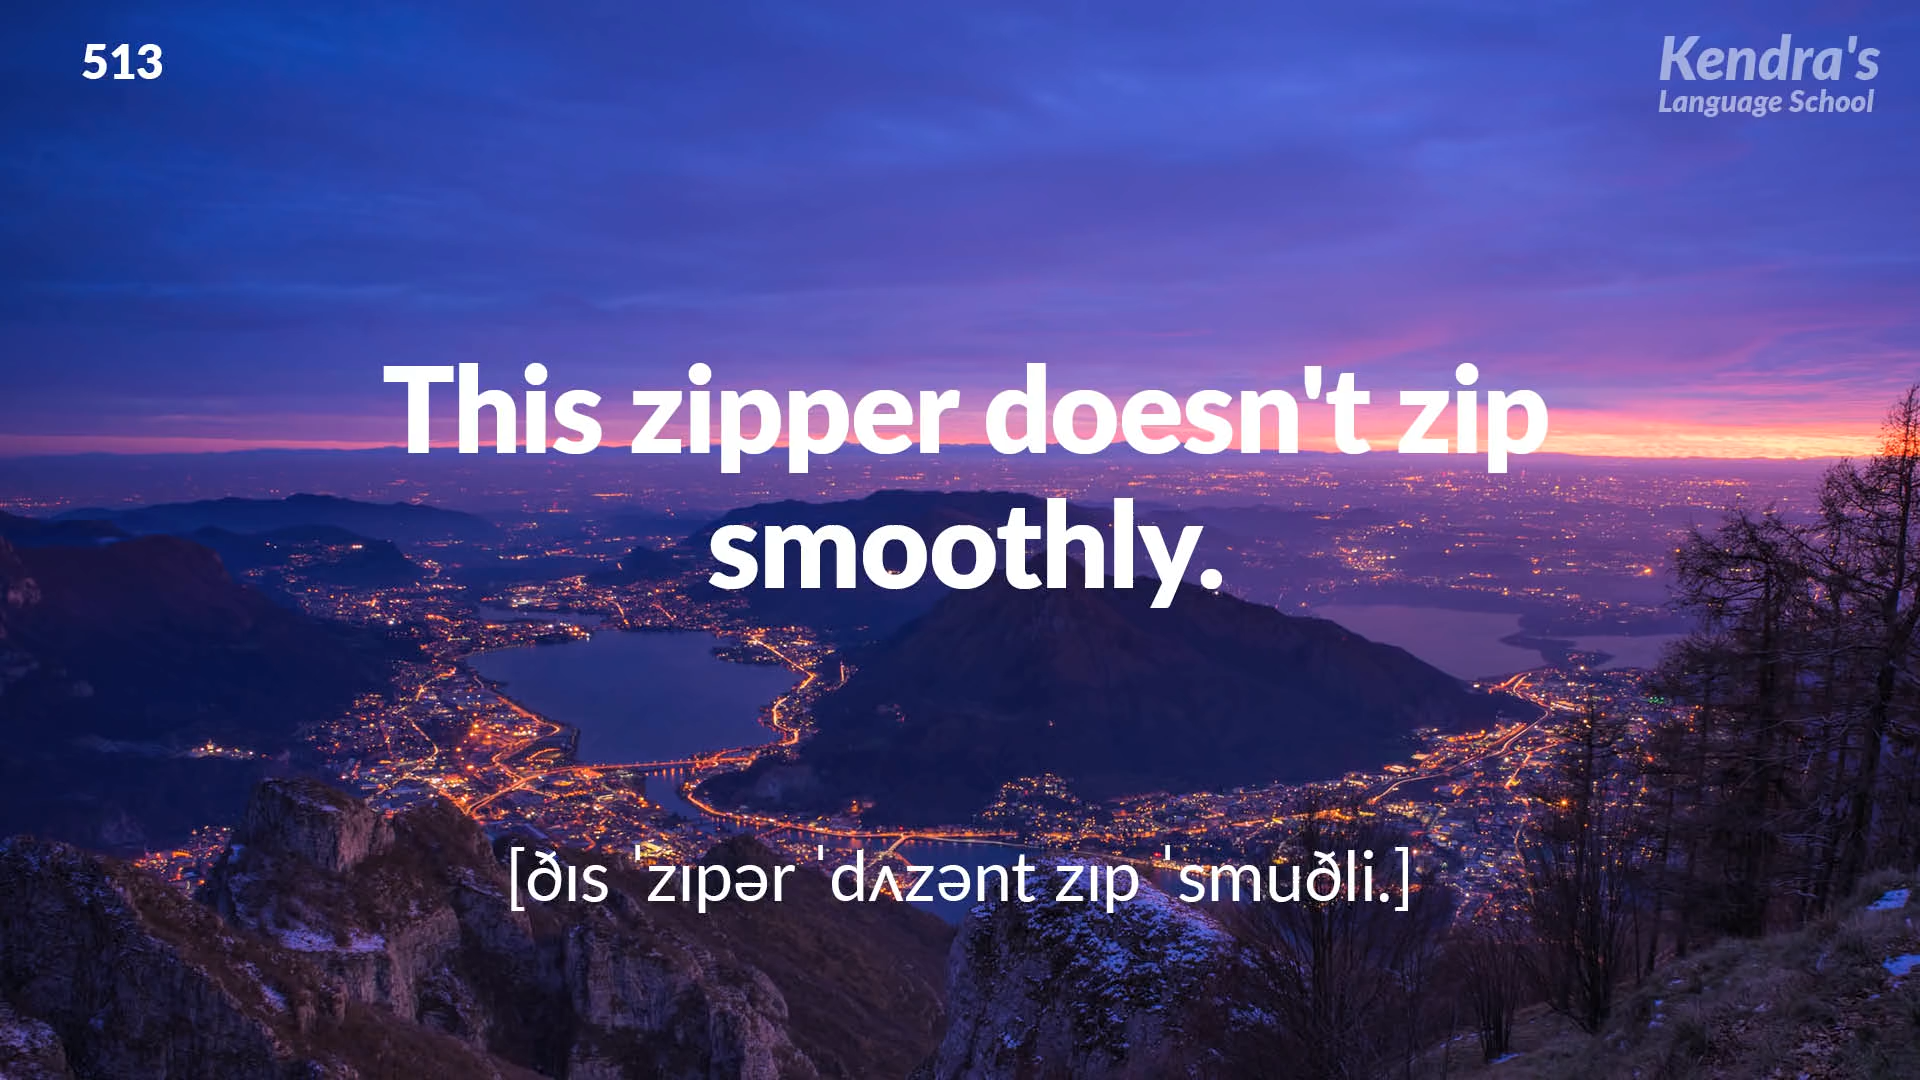 513
Kendra's
Language School
This zipper doesn't zip
smoothly.
[ðɪs ˈzɪpər ˈdʌzənt zɪp ˈsmuðli.]